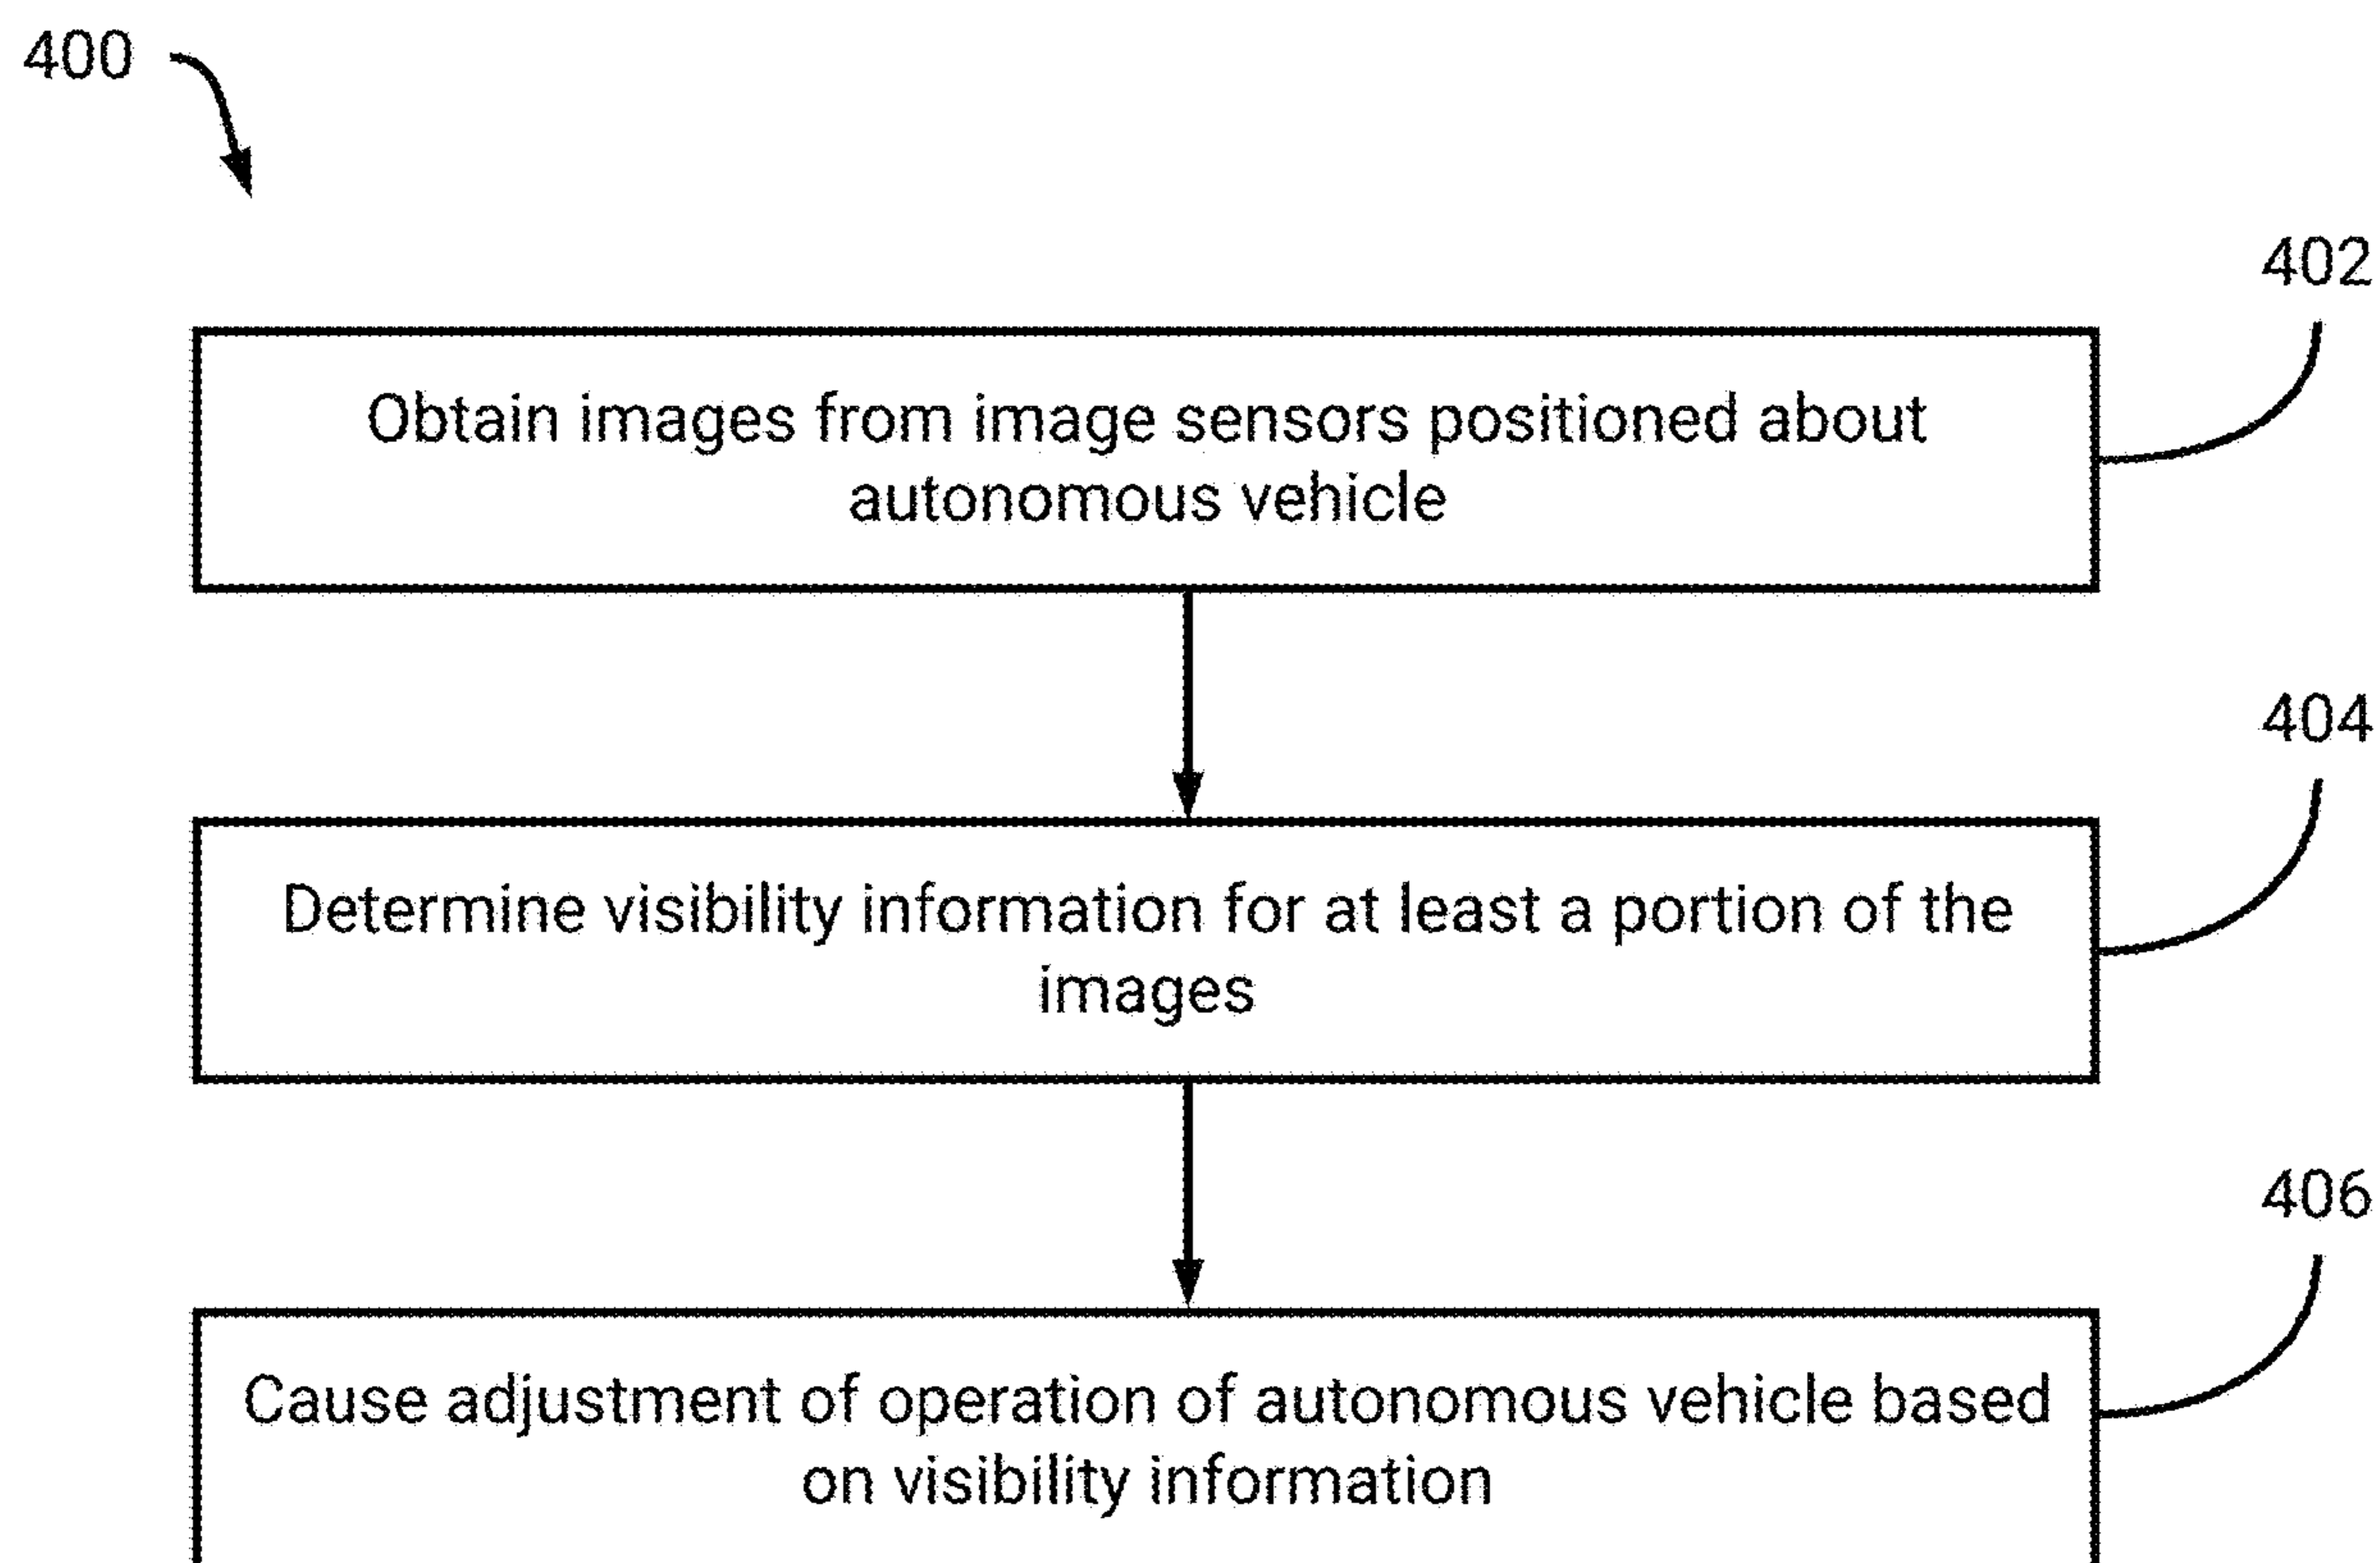 400
402
Obtain images from image sensors positioned about
autonomous vehicle
404
Determine visibility information for at least a portion of the
images
406
Cause adjustment of operation of autonomous vehicle based
on visibility information